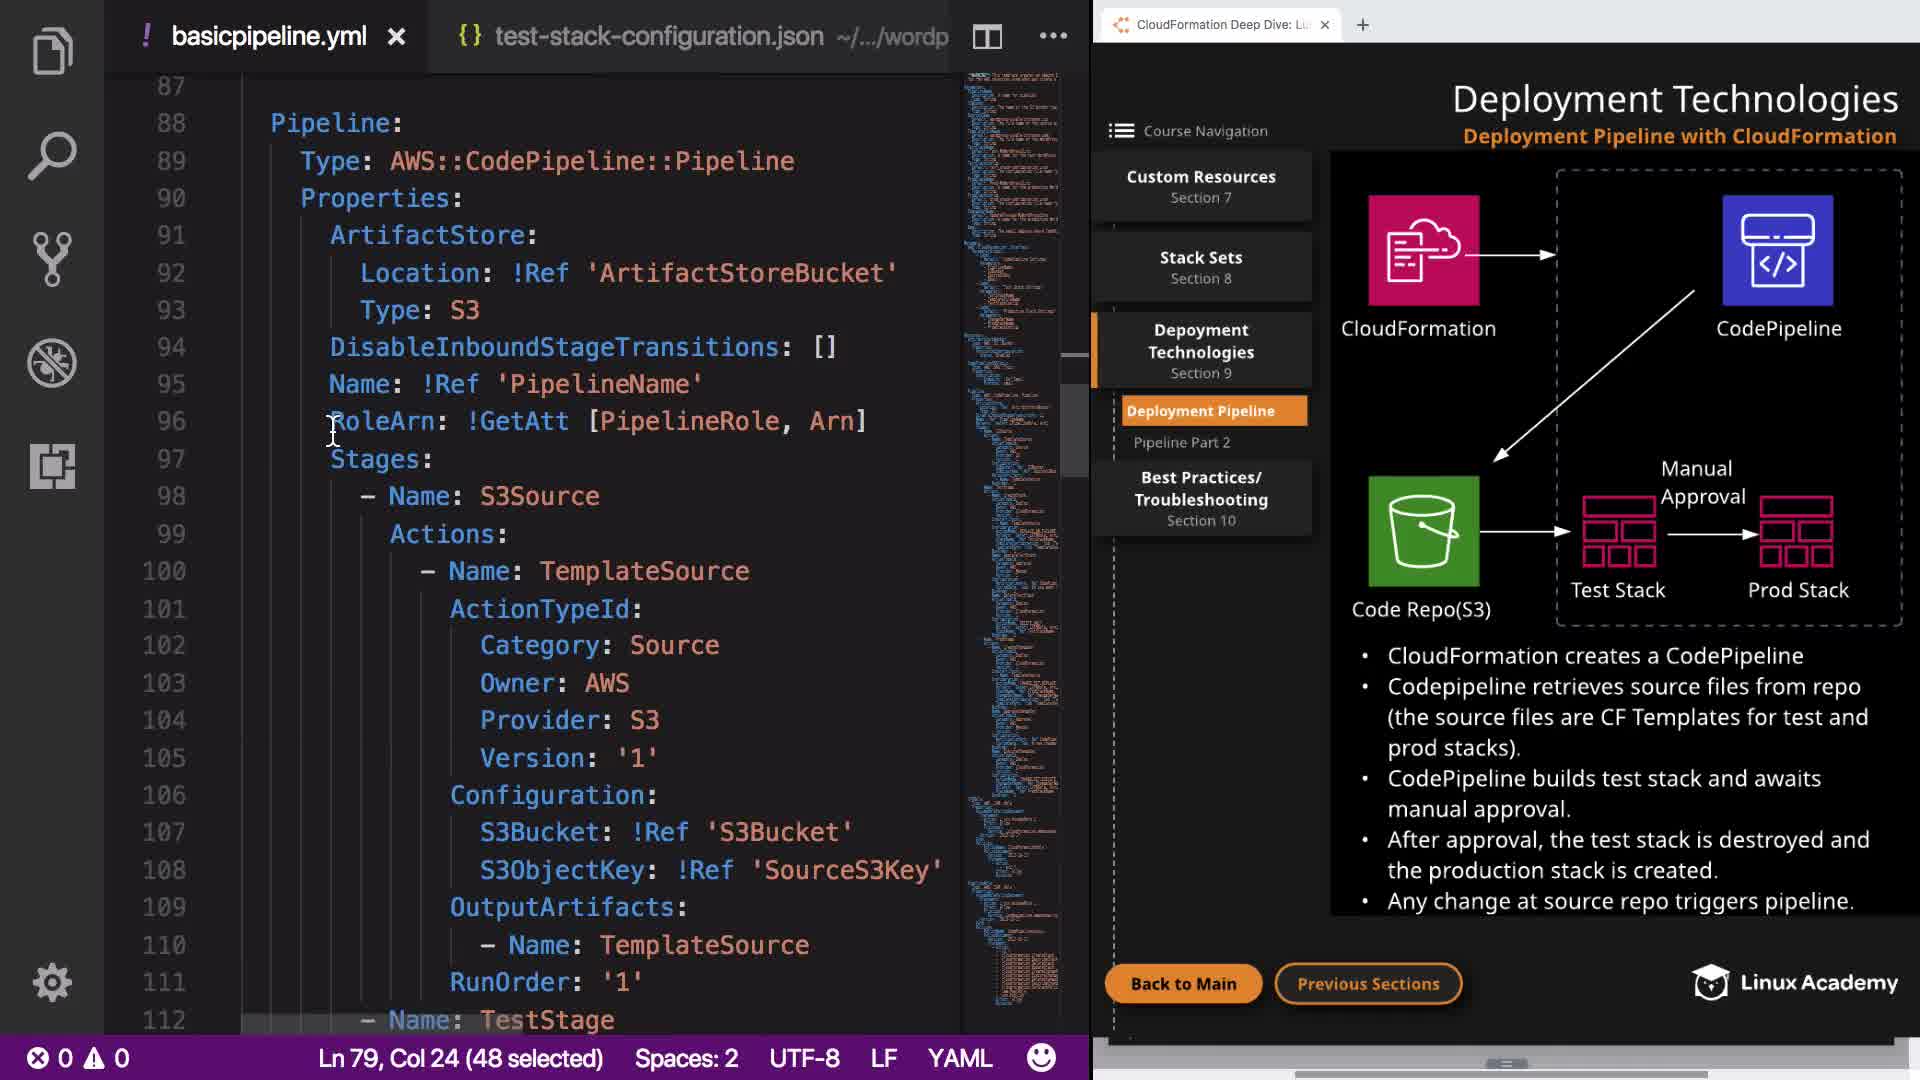 basicpipeline.yml
test-stack-configuration.json ~/.../wordp
87
88 Pipeline:
89 Type: AWS::CodePipeline::Pipeline
90 Properties:
91 ArtifactStore:
92 Location: !Ref 'ArtifactStoreBucket'
93 Type: S3
94 DisableInboundStageTransitions: []
95 Name: !Ref 'PipelineName'
96 RoleArn: !GetAtt [PipelineRole, Arn]
97 Stages:
98 - Name: S3Source
99 Actions:
100 - Name: TemplateSource
101 ActionTypeId:
102 Category: Source
103 Owner: AWS
104 Provider: S3
105 Version: '1'
106 Configuration:
107 S3Bucket: !Ref 'S3Bucket'
108 S3ObjectKey: !Ref 'SourceS3Key'
109 OutputArtifacts:
110 - Name: TemplateSource
111 RunOrder: '1'
112 - Name: TestStage
0 0
Ln 79, Col 24 (48 selected)
Spaces: 2
UTF-8
LF
YAML
CloudFormation Deep Dive: Lu
Deployment Technologies
Deployment Pipeline with CloudFormation
Course Navigation
Custom Resources
Section 7
Stack Sets
Section 8
Depoyment
Technologies
Section 9
Deployment Pipeline
Pipeline Part 2
Best Practices/
Troubleshooting
Section 10
CloudFormation
CodePipeline
Manual
Approval
Code Repo(S3)
Test Stack
Prod Stack
• CloudFormation creates a CodePipeline
• Codepipeline retrieves source files from repo
(the source files are CF Templates for test and
prod stacks).
• CodePipeline builds test stack and awaits
manual approval.
• After approval, the test stack is destroyed and
the production stack is created.
• Any change at source repo triggers pipeline.
Back to Main
Previous Sections
Linux Academy